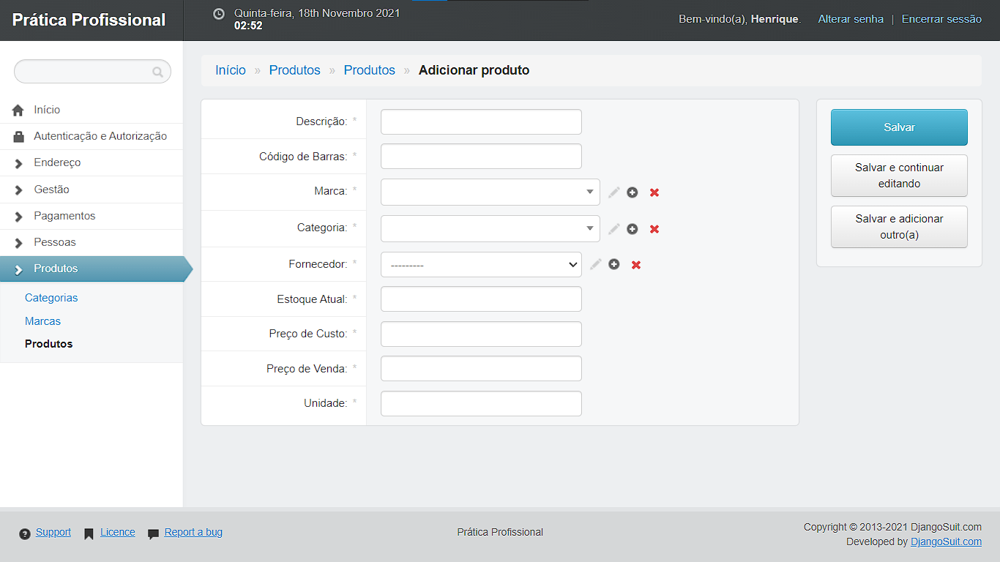 Prática Profissional
Quinta-feira, 18th Novembro 2021
02:52
Bem-vindo(a), Henrique. Alterar senha | Encerrar sessão
Início
Autenticação e Autorização
Endereço
Gestão
Pagamentos
Pessoas
Produtos
Categorias
Marcas
Produtos
Início » Produtos » Produtos » Adicionar produto
Descrição: *
Código de Barras: *
Marca: *
Categoria: *
Fornecedor: * ---------
Estoque Atual: *
Preço de Custo: *
Preço de Venda: *
Unidade: *
Salvar
Salvar e continuar
editando
Salvar e adicionar
outro(a)
Support Licence Report a bug
Prática Profissional
Copyright © 2013-2021 DjangoSuit.com
Developed by DjangoSuit.com